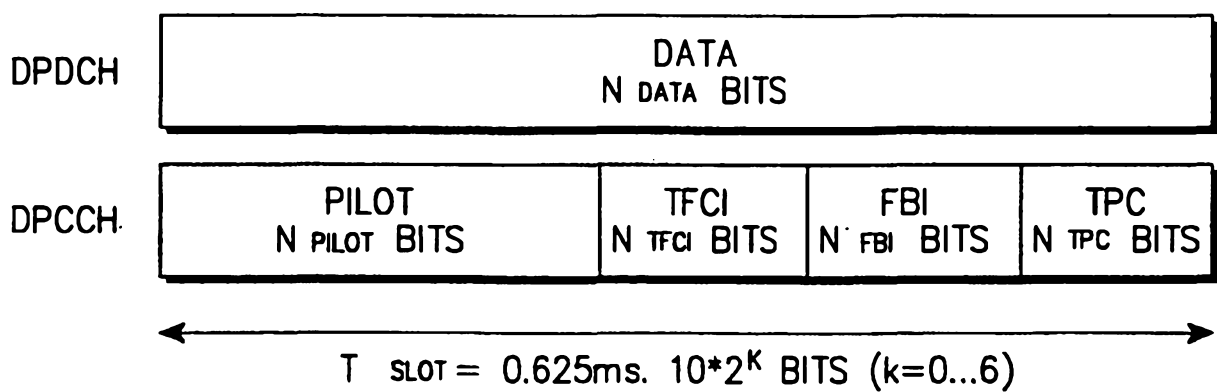 DPDCH
DATA
N DATA BITS
DPCCH
PILOT
N PILOT BITS
TFCI
N TFCI BITS
FBI
N FBI BITS
TPC
N TPC BITS
T SLOT = 0.625ms. 10*2^K BITS (k=0...6)